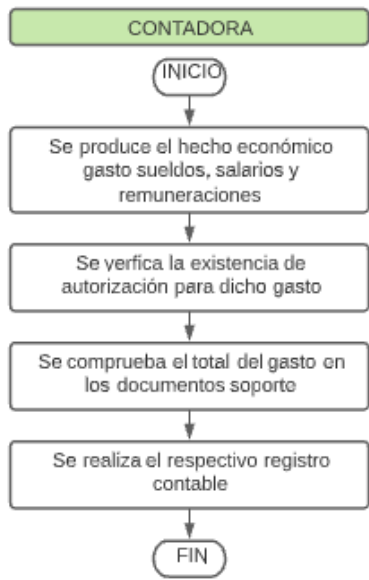 CONTADORA
INICIO
Se produce el hecho económico
gasto sueldos, salarios y
remuneraciones
Se verfica la existencia de
autorización para dicho gasto
Se comprueba el total del gasto en
los documentos soporte
Se realiza el respectivo registro
contable
FIN